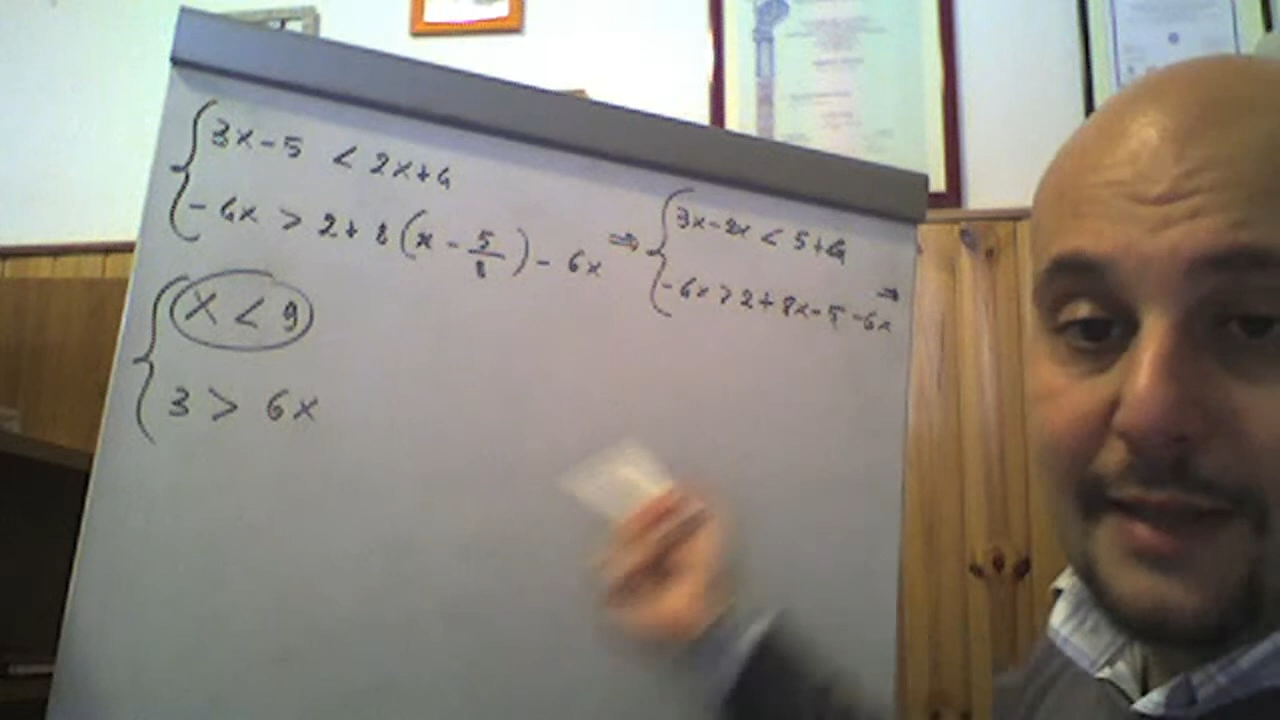 3x-5 < 2x+4
-6x > 2+8(x-5/8)-6x ⇒
3x-2x < 5+4
-6x>2+8x-5-6x ⇒
x < 9
3 > 6x